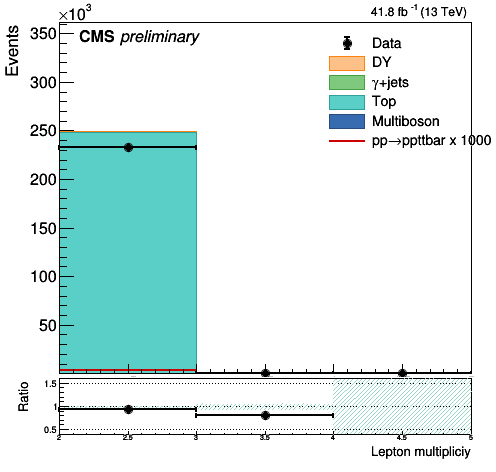 ×10³
41.8 fb⁻¹ (13 TeV)
CMS preliminary
Events
350
300
250
200
150
100
50
Data
DY
γ+jets
Top
Multiboson
pp→ppttbar x 1000
Ratio
1.5
1
0.5
2 2.5 3 3.5 4 4.5 5
Lepton multipliciy